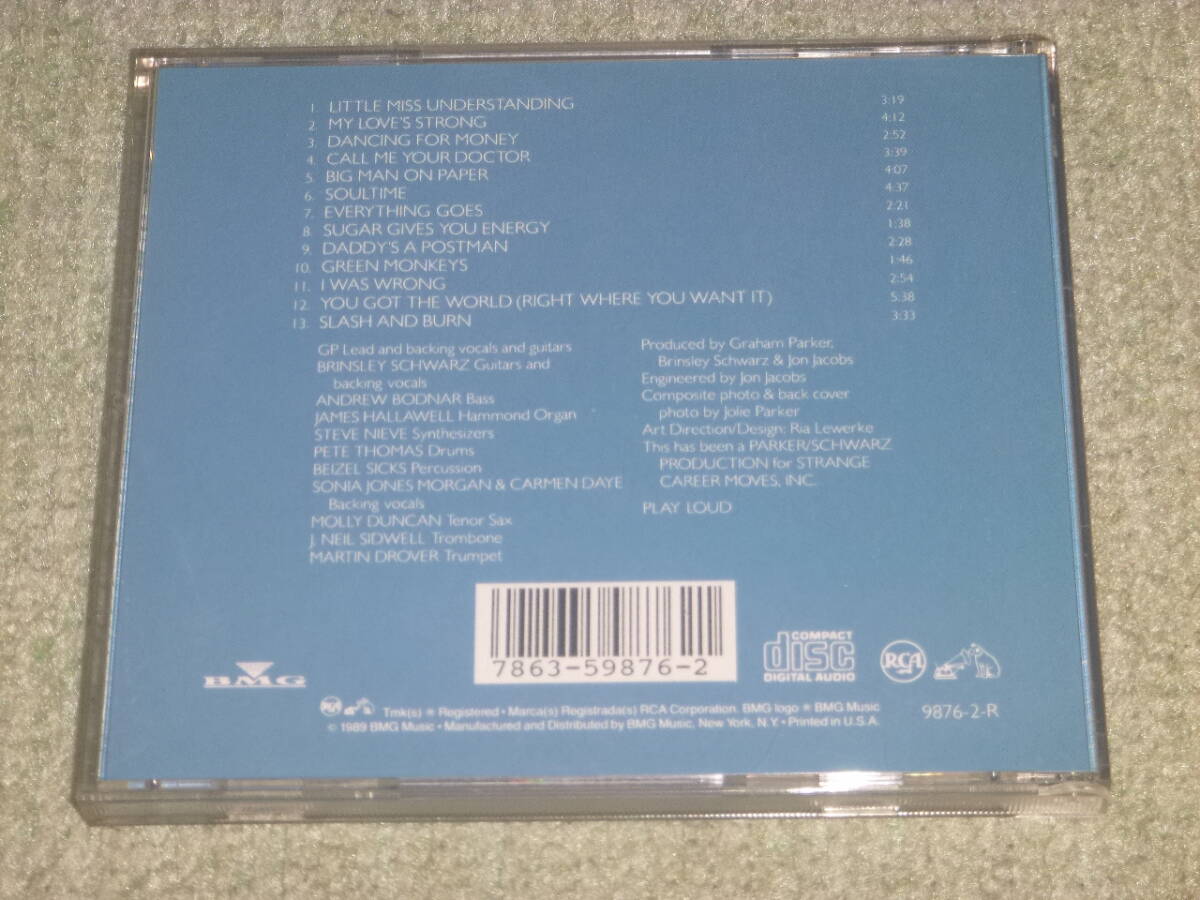 1. LITTLE MISS UNDERSTANDING 3:19
2. MY LOVE'S STRONG 4:12
3. DANCING FOR MONEY 2:52
4. CALL ME YOUR DOCTOR 3:39
5. BIG MAN ON PAPER 4:07
6. SOULTIME 4:37
7. EVERYTHING GOES 2:21
8. SUGAR GIVES YOU ENERGY 1:38
9. DADDY'S A POSTMAN 2:28
10. GREEN MONKEYS 1:46
11. I WAS WRONG 2:54
12. YOU GOT THE WORLD (RIGHT WHERE YOU WANT IT) 5:38
13. SLASH AND BURN 3:33
GP Lead and backing vocals and guitars
BRINSLEY SCHWARZ Guitars and
backing vocals
ANDREW BODNAR Bass
JAMES HALLAWELL Hammond Organ
STEVE NIEVE Synthesizers
PETE THOMAS Drums
BEIZEL SICKS Percussion
SONIA JONES MORGAN & CARMEN DAYE
Backing vocals
MOLLY DUNCAN Tenor Sax
J. NEIL SIDWELL Trombone
MARTIN DROVER Trumpet
Produced by Graham Parker,
Brinsley Schwarz & Jon Jacobs
Engineered by Jon Jacobs
Composite photo & back cover
photo by Jolie Parker
Art Direction/Design: Ria Lewerke
This has been a PARKER/SCHWARZ
PRODUCTION for STRANGE
CAREER MOVES, INC.
PLAY LOUD
7863-59876-2
BMG
COMPACT
disc
DIGITAL AUDIO
RCA
9876-2-R
RCA Tmk(s) ® Registered • Marca(s) Registrada(s) RCA Corporation. BMG logo ® BMG Music
© 1989 BMG Music • Manufactured and Distributed by BMG Music, New York, N.Y. • Printed in U.S.A.